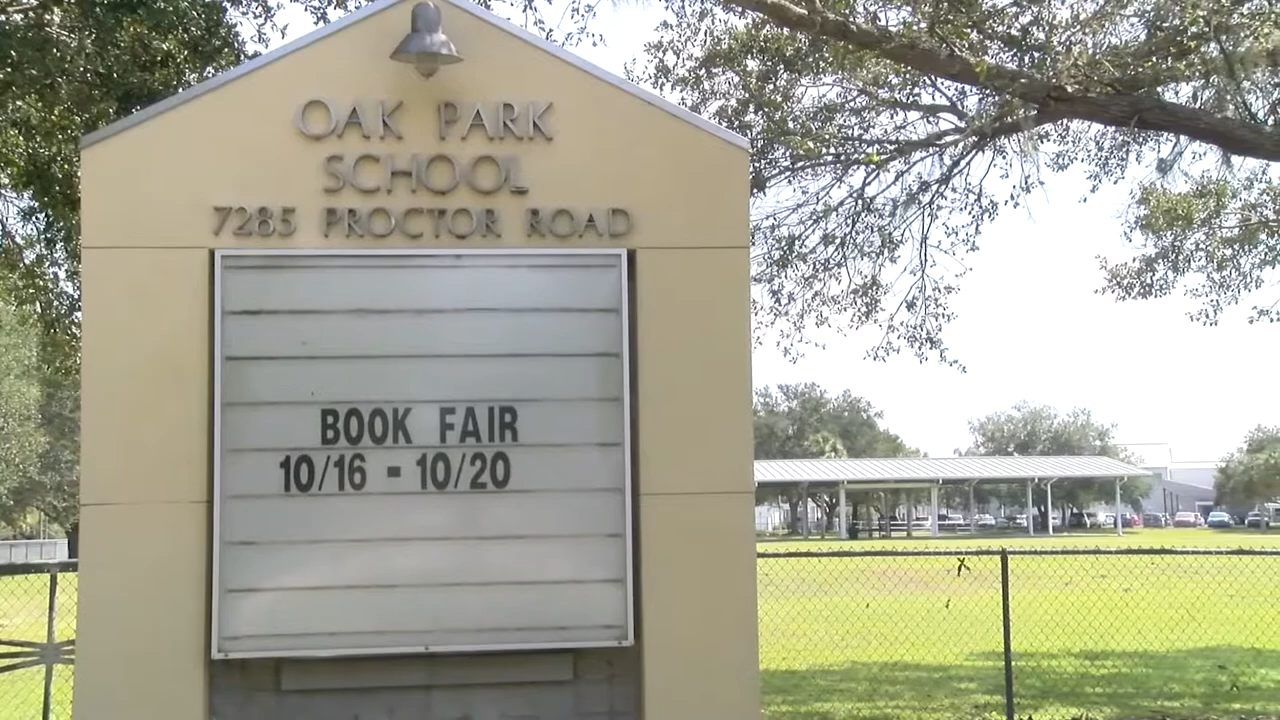 OAK PARK
SCHOOL
7285 PROCTOR ROAD
BOOK FAIR
10/16 - 10/20